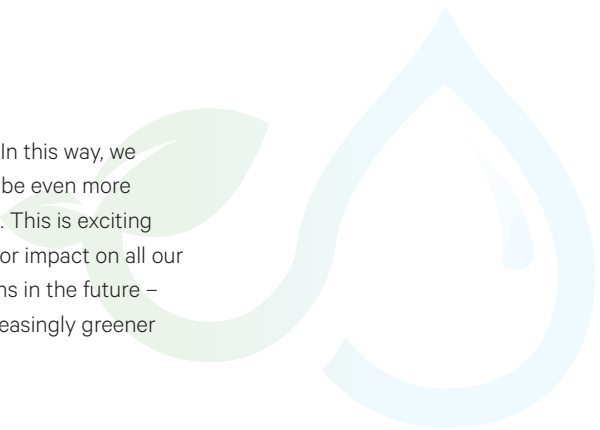 In this way, we
be even more
. This is exciting
or impact on all our
ns in the future –
easingly greener